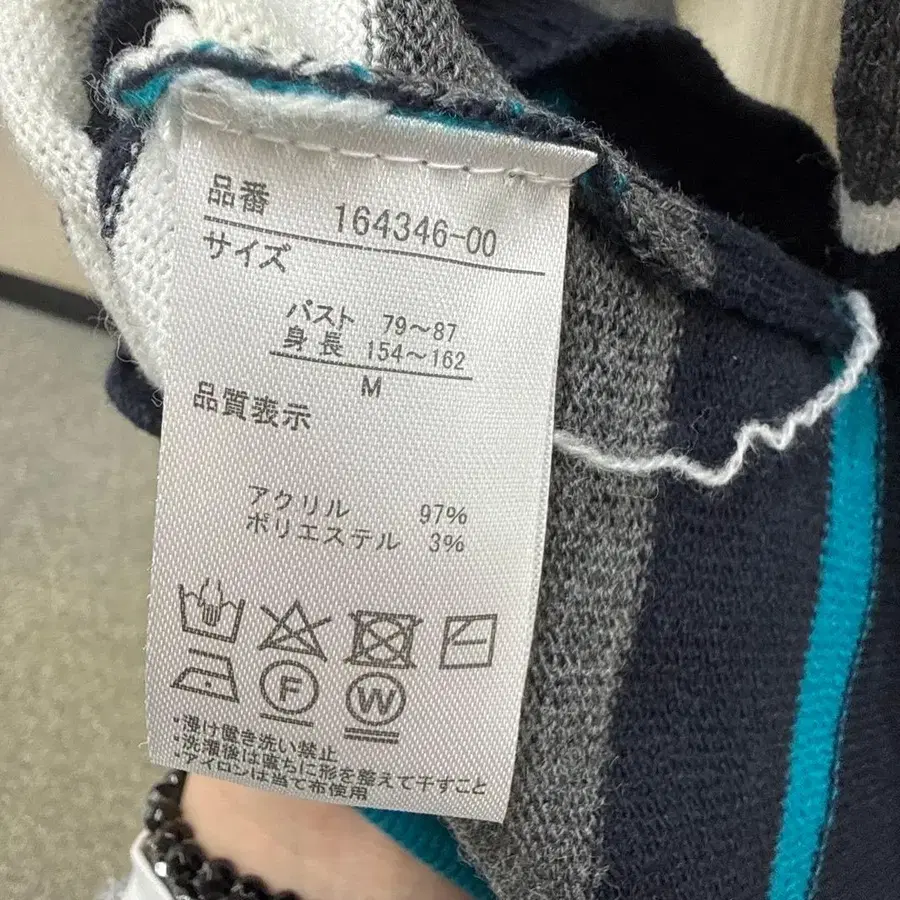 品番 164346-00
サイズ
バスト 79～87
身長 154～162
M
品質表示
アクリル 97%
ポリエステル 3%
F W
・浸け置き洗い禁止
・洗濯後は直ちに形を整えて干すこと
・アイロンは当て布使用